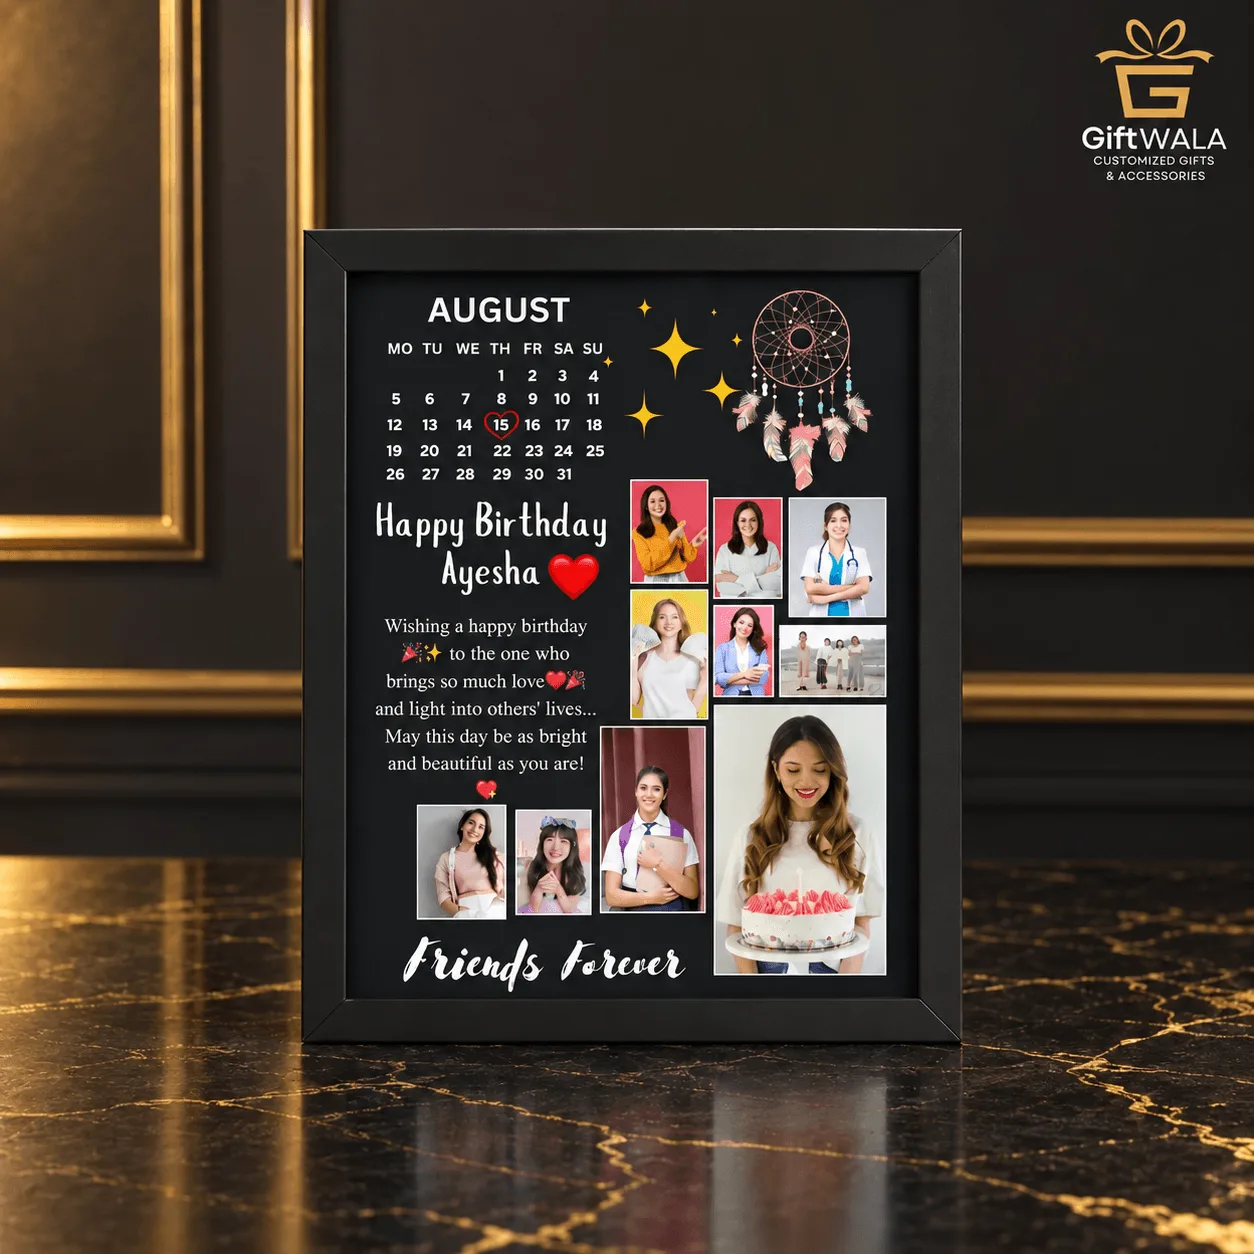 GiftWALA
CUSTOMIZED GIFTS
& ACCESSORIES
AUGUST
MO TU WE TH FR SA SU
1 2 3 4
5 6 7 8 9 10 11
12 13 14 15 16 17 18
19 20 21 22 23 24 25
26 27 28 29 30 31
Happy Birthday
Ayesha ❤️
Wishing a happy birthday
🎉✨ to the one who
brings so much love❤️🎉
and light into others' lives...
May this day be as bright
and beautiful as you are!
💖
Friends Forever